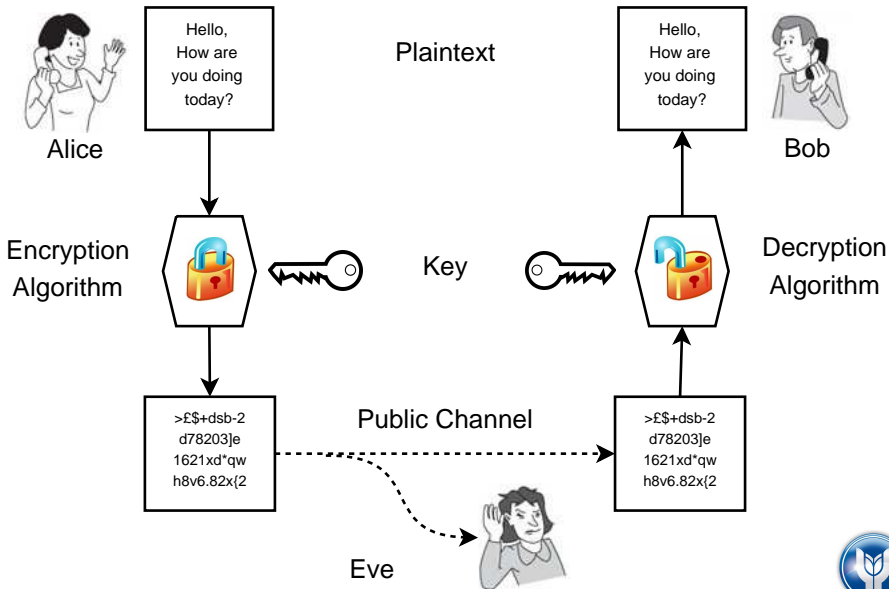 Hello,
How are
you doing
today?
Plaintext
Hello,
How are
you doing
today?
Alice
Bob
Encryption
Algorithm
Key
Decryption
Algorithm
>£$+dsb-2
d78203]e
1621xd*qw
h8v6.82x{2
Public Channel
>£$+dsb-2
d78203]e
1621xd*qw
h8v6.82x{2
Eve